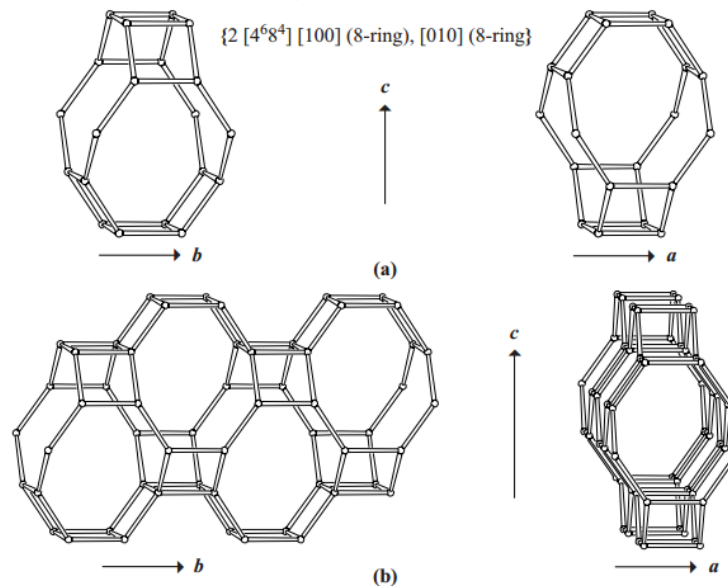 {2 [4⁶8⁴] [100] (8-ring), [010] (8-ring}
c
b
a
(a)
c
c
b
a
(b)